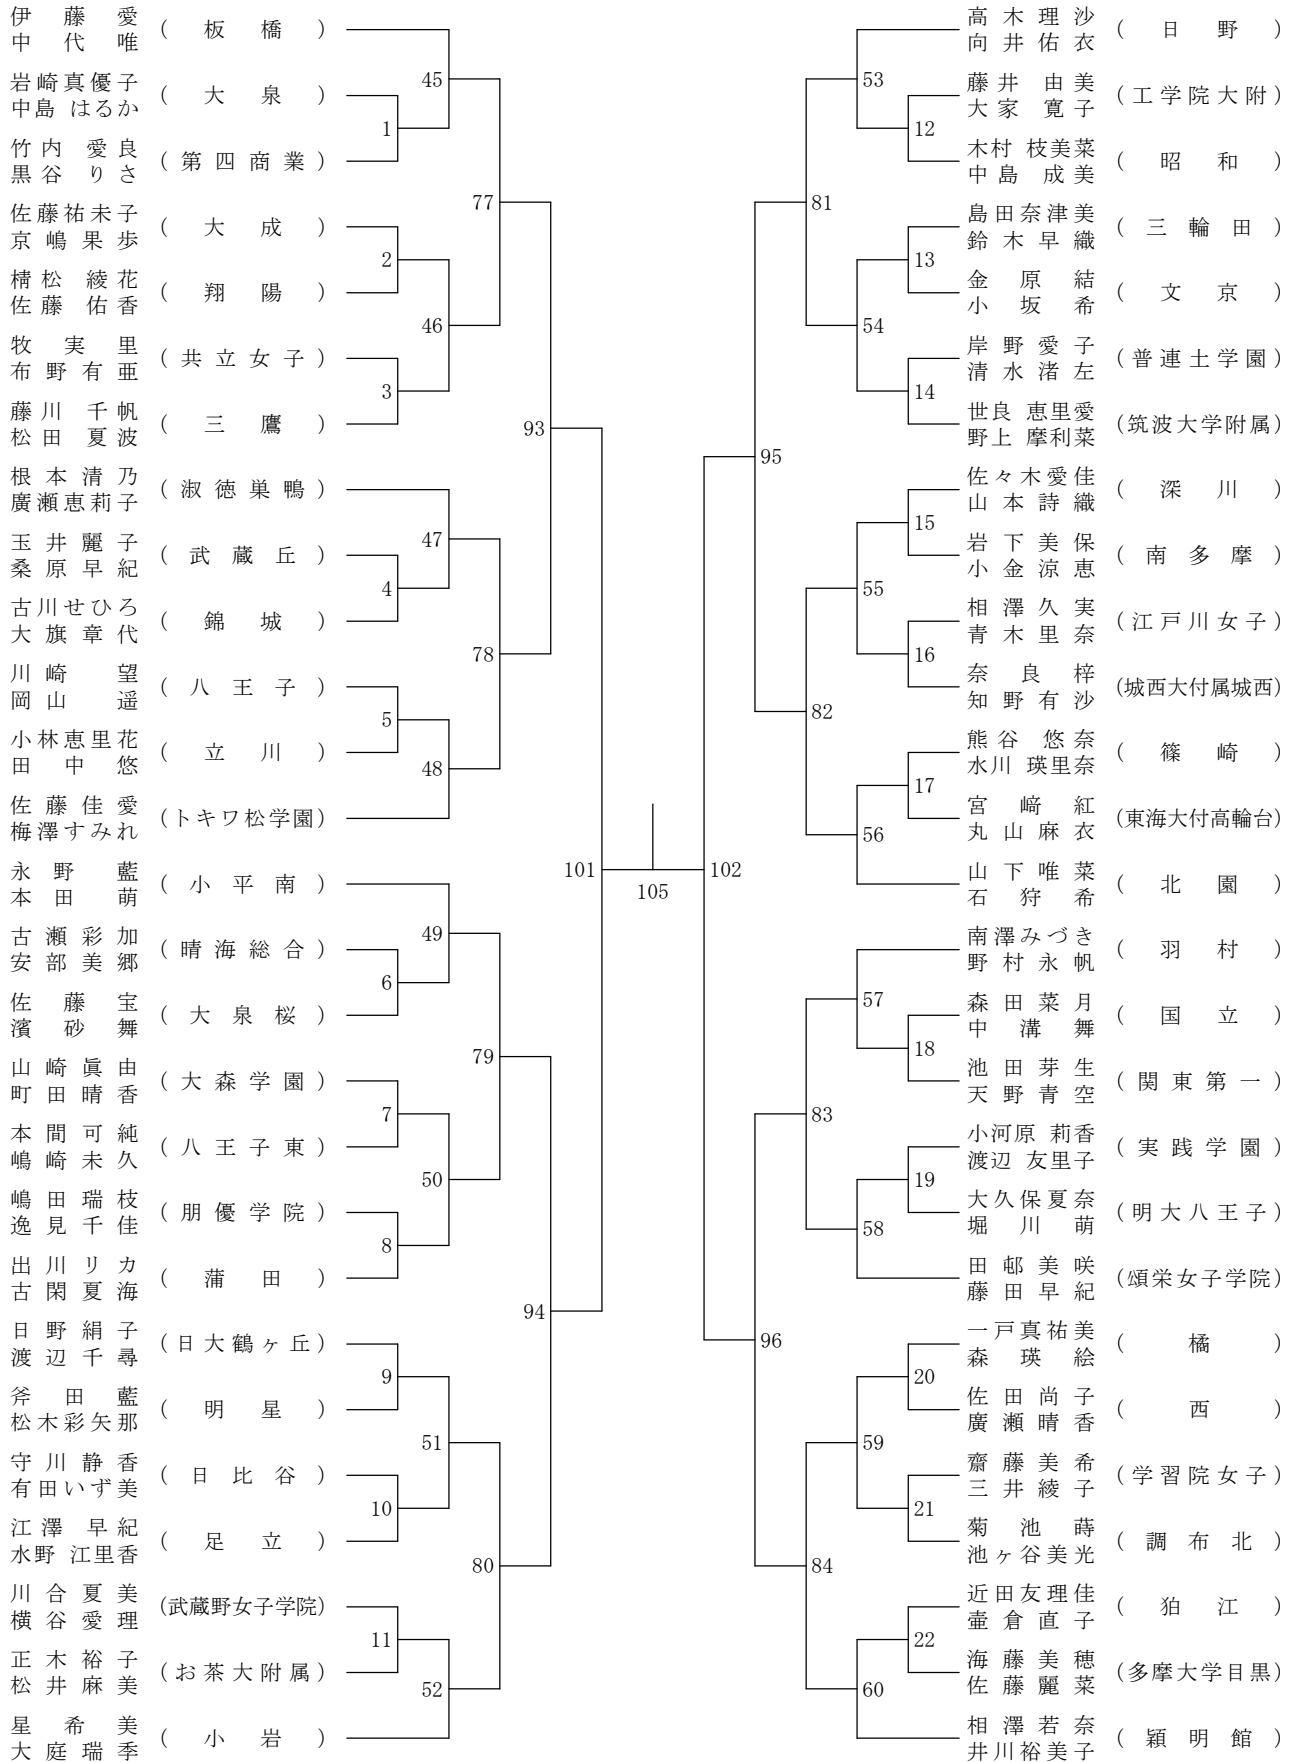 伊藤愛
中代唯
(板橋)
岩崎真優子
中島 はるか
(大泉)
竹内 愛良
黒谷 りさ
(第四商業)
佐藤祐未子
京嶋果歩
(大成)
棈松 綾花
佐藤 佑香
(翔陽)
牧実里
布野有亜
(共立女子)
藤川 千帆
松田 夏波
(三鷹)
根本清乃
廣瀬恵莉子
(淑徳巣鴨)
玉井麗子
桑原早紀
(武蔵丘)
古川せひろ
大旗章代
(錦城)
川崎 望
岡山 遥
(八王子)
小林恵里花
田中悠
(立川)
佐藤佳愛
梅澤すみれ
(トキワ松学園)
永野 藍
本田 萌
(小平南)
古瀬彩加
安部美郷
(晴海総合)
佐藤宝
濱砂舞
(大泉桜)
山崎眞由
町田晴香
(大森学園)
本間可純
嶋崎未久
(八王子東)
嶋田瑞枝
逸見千佳
(朋優学院)
出川リカ
古閑夏海
(蒲田)
日野絹子
渡辺千尋
(日大鶴ヶ丘)
斧田藍
松木彩矢那
(明星)
守川静香
有田いず美
(日比谷)
江澤 早紀
水野 江里香
(足立)
川合夏美
横谷愛理
(武蔵野女子学院)
正木裕子
松井麻美
(お茶大附属)
星希美
大庭瑞季
(小岩)
45
1
77
2
46
3
93
47
4
78
5
48
101
49
6
79
7
50
8
94
9
51
10
80
11
52
105
高木理沙
向井佑衣
(日野)
藤井 由美
大家 寛子
(工学院大附)
木村 枝美菜
中島 成美
(昭和)
島田奈津美
鈴木早織
(三輪田)
金原結
小坂希
(文京)
岸野愛子
清水渚左
(普連土学園)
世良 恵里愛
野上 摩利菜
(筑波大学附属)
佐々木愛佳
山本詩織
(深川)
岩下美保
小金涼恵
(南多摩)
相澤久実
青木里奈
(江戸川女子)
奈良梓
知野有沙
(城西大付属城西)
熊谷 悠奈
水川 瑛里奈
(篠崎)
宮﨑紅
丸山麻衣
(東海大付高輪台)
山下唯菜
石狩希
(北園)
南澤みづき
野村永帆
(羽村)
森田菜月
中溝舞
(国立)
池田芽生
天野青空
(関東第一)
小河原 莉香
渡辺 友里子
(実践学園)
大久保夏奈
堀川萌
(明大八王子)
田邨美咲
藤田早紀
(頌栄女子学院)
一戸真祐美
森瑛絵
(橘)
佐田尚子
廣瀬晴香
(西)
齋藤美希
三井綾子
(学習院女子)
菊池蒔
池ヶ谷美光
(調布北)
近田友理佳
壷倉直子
(狛江)
海藤美穂
佐藤麗菜
(多摩大学目黒)
相澤若奈
井川裕美子
(穎明館)
53
12
81
13
54
14
95
15
55
16
82
17
56
102
57
18
83
19
58
96
20
59
21
84
22
60